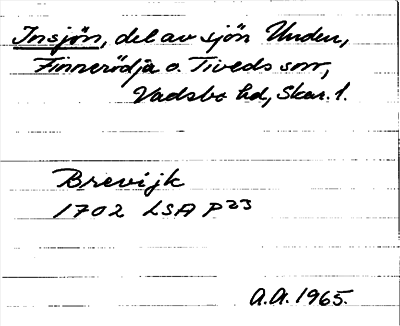 Insjön, del av sjön Unden,
Finnerödja o. Tiveds snr,
Vadsbo hd, Skar. l.
Brevijk
1702 LSA P23
A.A. 1965.